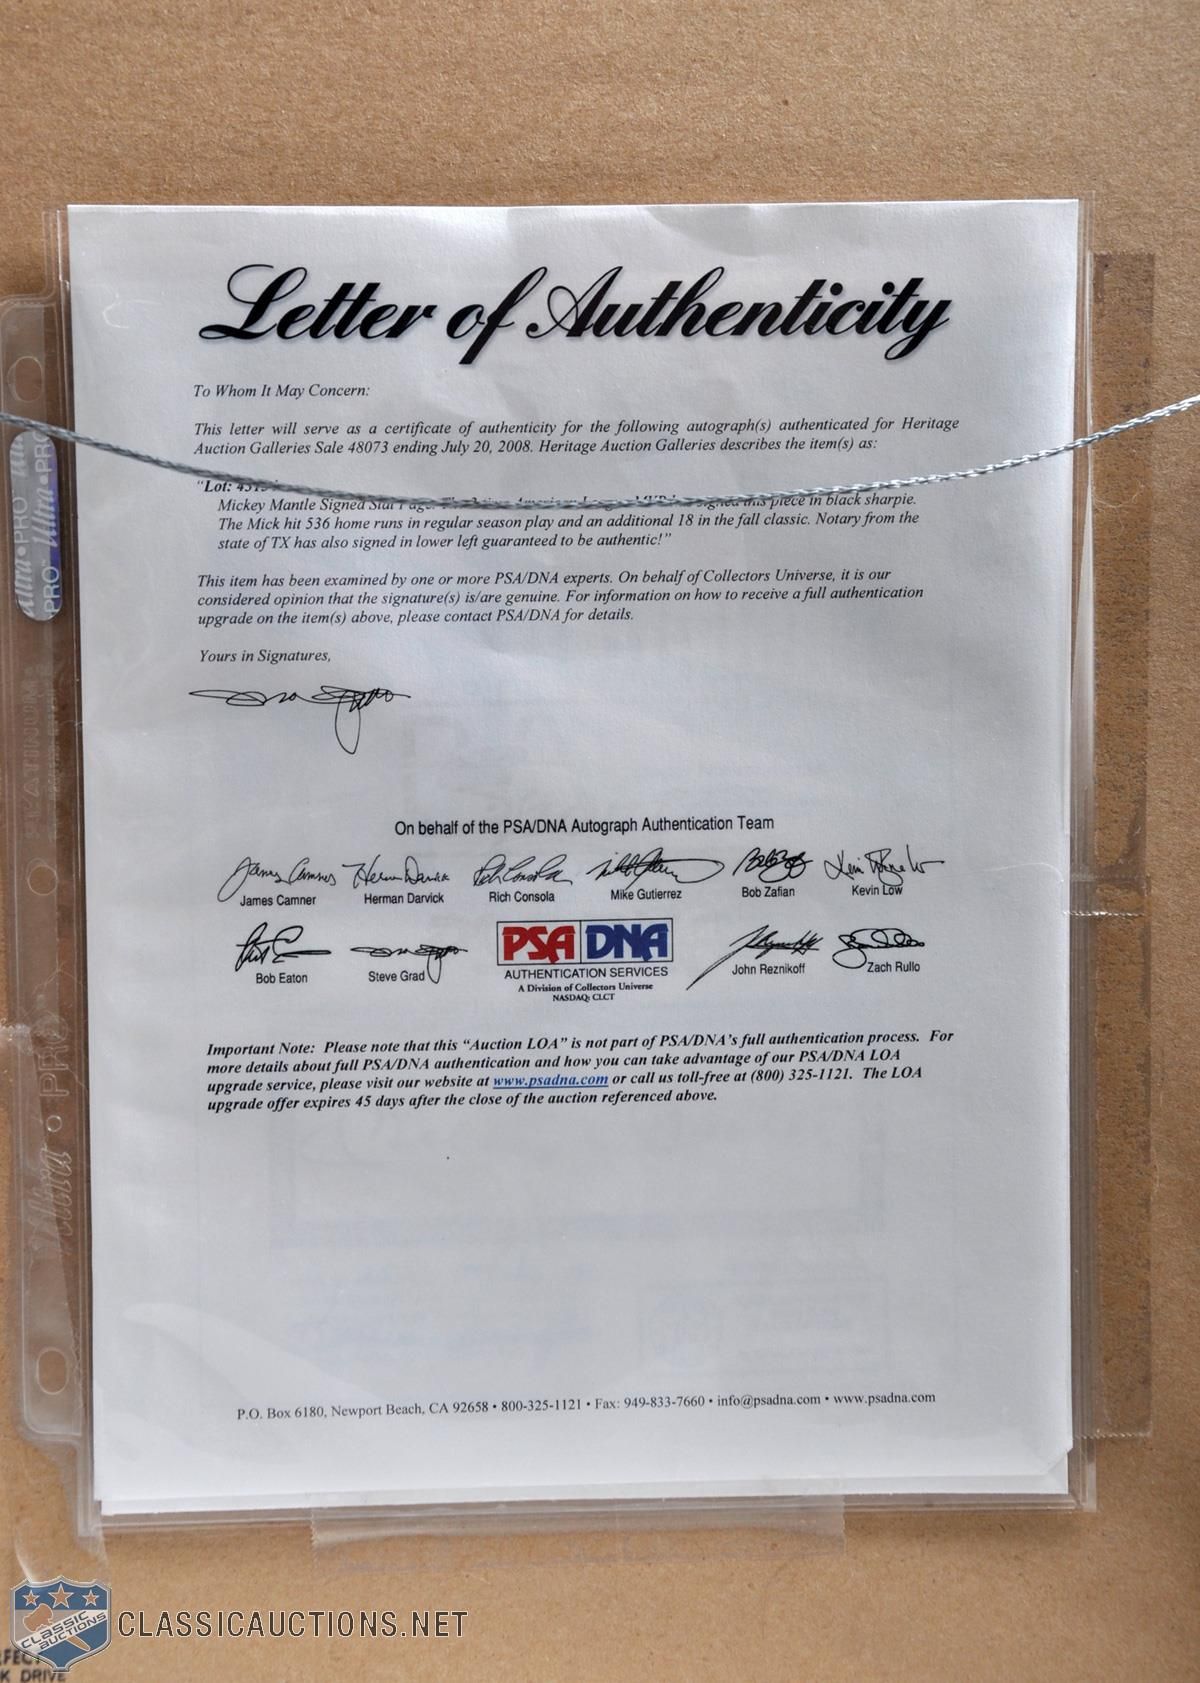 Letter of Authenticity
To Whom It May Concern:
This letter will serve as a certificate of authenticity for the following autograph(s) authenticated for Heritage
Auction Galleries Sale 48073 ending July 20, 2008. Heritage Auction Galleries describes the item(s) as:
"Lot:
Mickey Mantle Signed signed this piece in black sharpie.
The Mick hit 536 home runs in regular season play and an additional 18 in the fall classic. Notary from the
state of TX has also signed in lower left guaranteed to be authentic!"
This item has been examined by one or more PSA/DNA experts. On behalf of Collectors Universe, it is our
considered opinion that the signature(s) is/are genuine. For information on how to receive a full authentication
upgrade on the item(s) above, please contact PSA/DNA for details.
Yours in Signatures,
On behalf of the PSA/DNA Autograph Authentication Team
James Camner Herman Darvick Rich Consola Mike Gutierrez Bob Zafian Kevin Low
PSA DNA
Bob Eaton Steve Grad AUTHENTICATION SERVICES John Reznikoff Zach Rullo
A Division of Collectors Universe
NASDAQ: CLCT
Important Note: Please note that this "Auction LOA" is not part of PSA/DNA's full authentication process. For
more details about full PSA/DNA authentication and how you can take advantage of our PSA/DNA LOA
upgrade service, please visit our website at www.psadna.com or call us toll-free at (800) 325-1121. The LOA
upgrade offer expires 45 days after the close of the auction referenced above.
P.O. Box 6180, Newport Beach, CA 92658 • 800-325-1121 • Fax: 949-833-7660 • info@psadna.com • www.psadna.com
CLASSIC AUCTIONS
CLASSICAUCTIONS.NET
K DRIVE